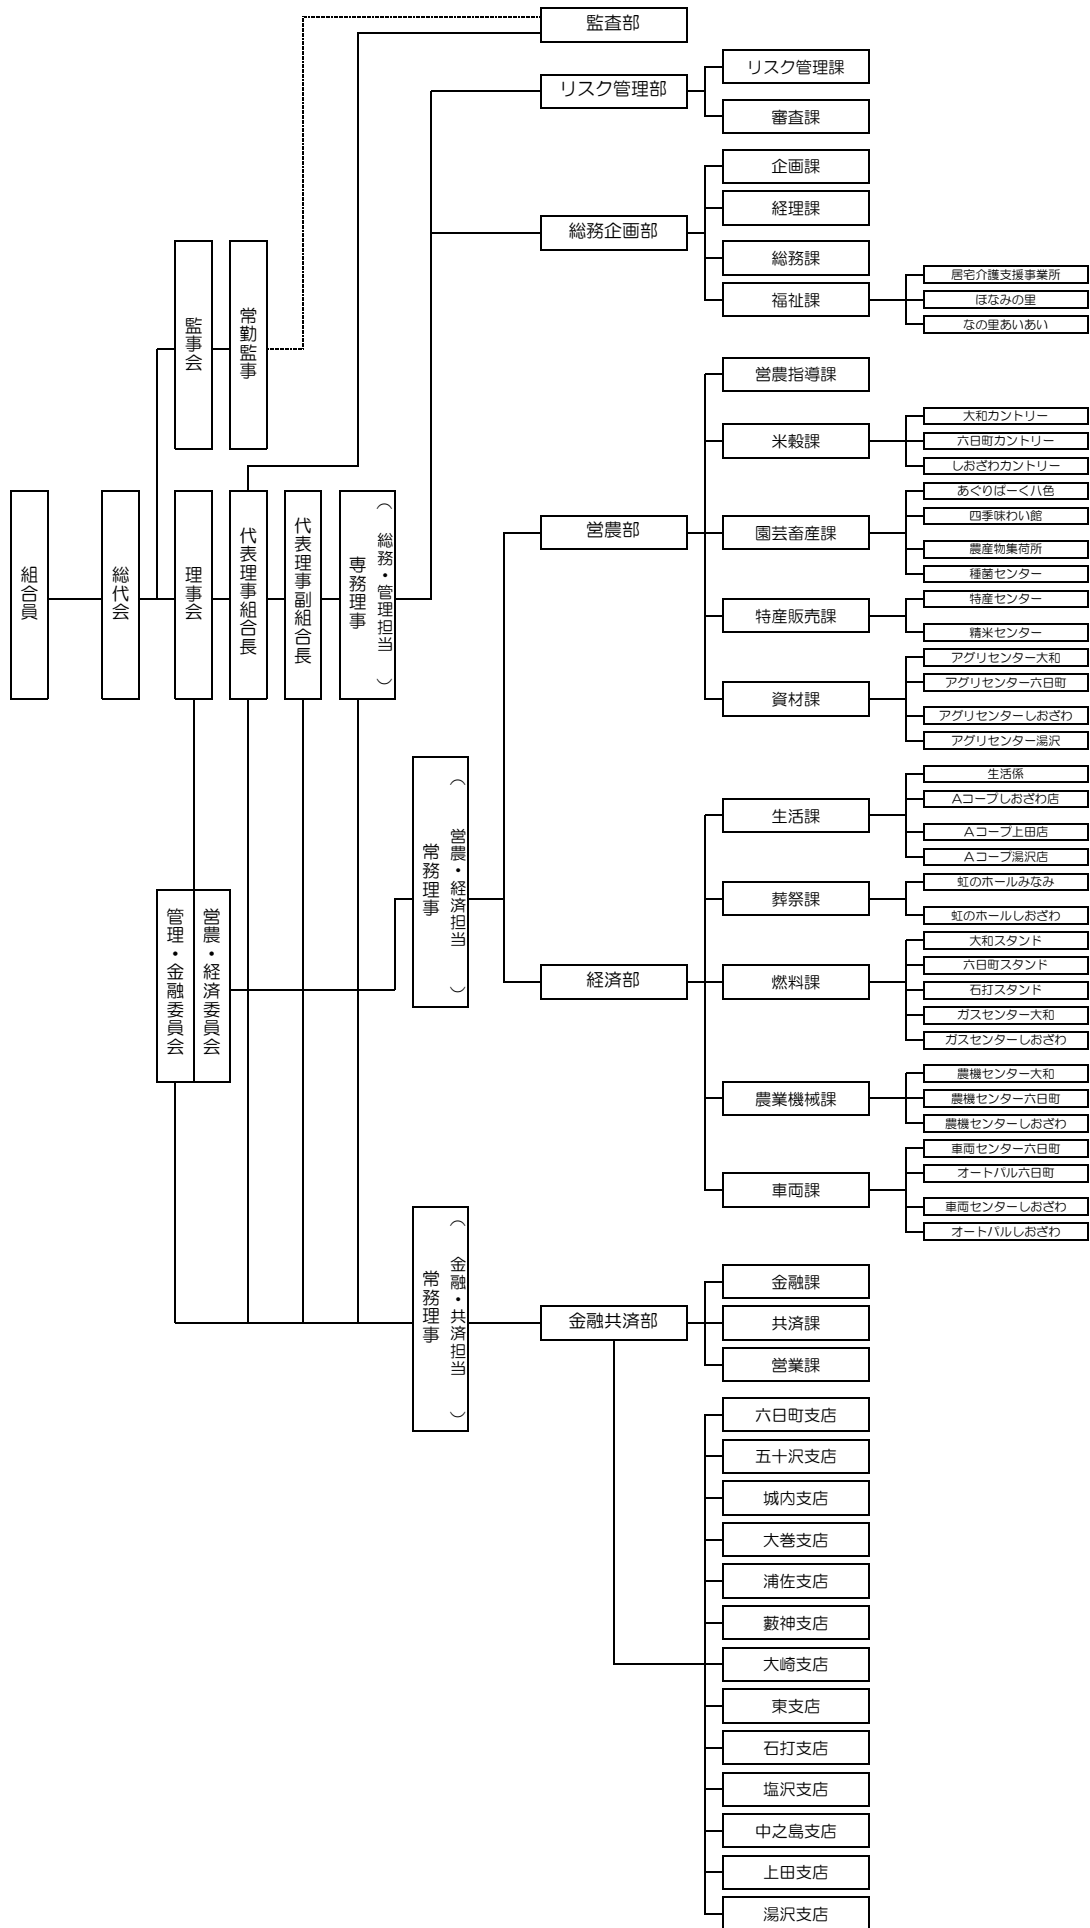 組合員
総代会
監事会
常勤監事
理事会
代表理事組合長
代表理事副組合長
専務理事
（総務・管理担当）
管理・金融委員会
営農・経済委員会
常務理事
（営農・経済担当）
常務理事
（金融・共済担当）
監査部
リスク管理部
リスク管理課
審査課
総務企画部
企画課
経理課
総務課
福祉課
居宅介護支援事業所
ほなみの里
なの里あいあい
営農部
営農指導課
米穀課
大和カントリー
六日町カントリー
しおざわカントリー
園芸畜産課
あぐりぱーく八色
四季味わい館
農産物集荷所
種菌センター
特産販売課
特産センター
精米センター
資材課
アグリセンター大和
アグリセンター六日町
アグリセンターしおざわ
アグリセンター湯沢
経済部
生活課
生活係
Aコープしおざわ店
Aコープ上田店
Aコープ湯沢店
葬祭課
虹のホールみなみ
虹のホールしおざわ
燃料課
大和スタンド
六日町スタンド
石打スタンド
ガスセンター大和
ガスセンターしおざわ
農業機械課
農機センター大和
農機センター六日町
農機センターしおざわ
車両課
車両センター六日町
オートパル六日町
車両センターしおざわ
オートパルしおざわ
金融共済部
金融課
共済課
営業課
六日町支店
五十沢支店
城内支店
大巻支店
浦佐支店
藪神支店
大崎支店
東支店
石打支店
塩沢支店
中之島支店
上田支店
湯沢支店